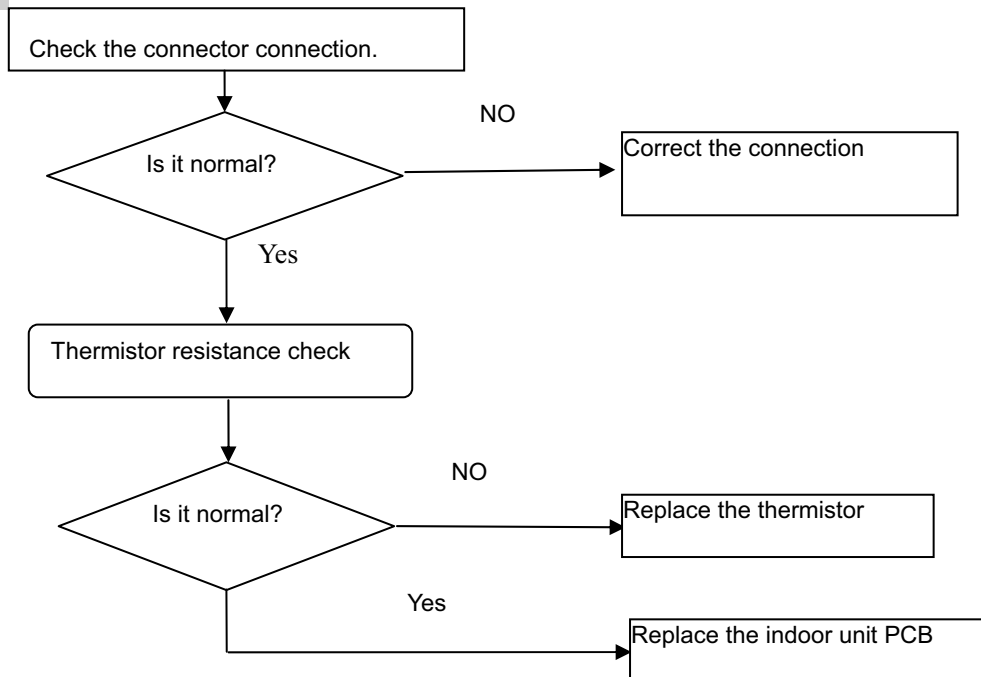 Check the connector connection.
NO
Is it normal?
Correct the connection
Yes
Thermistor resistance check
NO
Is it normal?
Replace the thermistor
Yes
Replace the indoor unit PCB